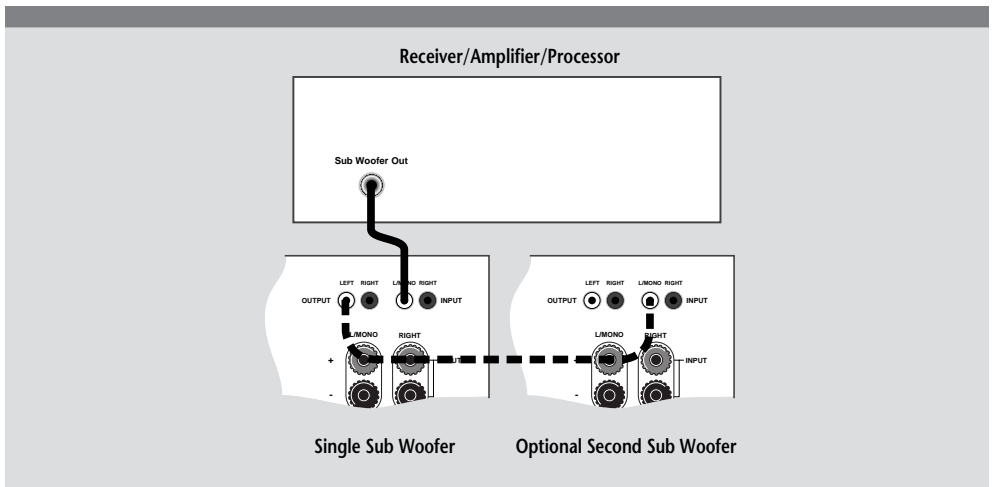 Receiver/Amplifier/Processor
Sub Woofer Out
LEFT RIGHT L/MONO RIGHT
OUTPUT INPUT
L/MONO RIGHT
+ INPUT
-
LEFT RIGHT L/MONO RIGHT
OUTPUT INPUT
L/MONO RIGHT
INPUT
-
Single Sub Woofer
Optional Second Sub Woofer